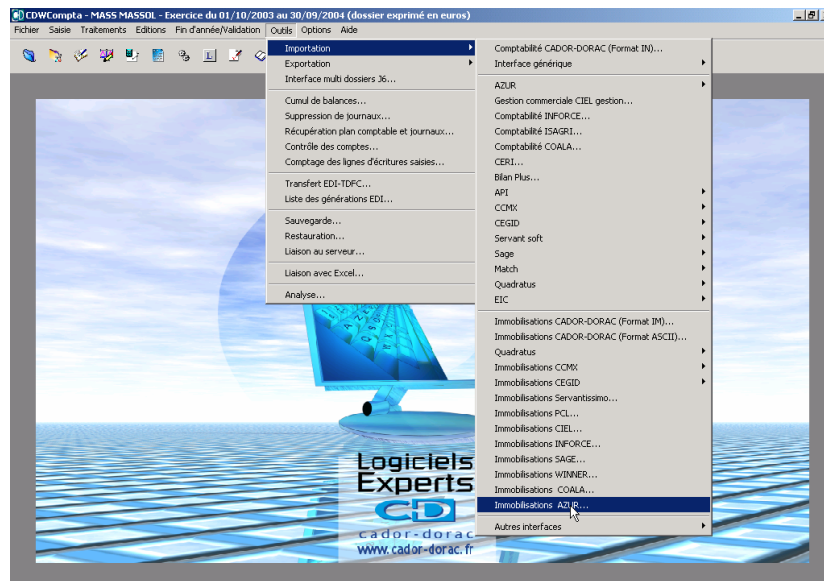 CDWCompta - MASS MASSOL - Exercice du 01/10/2003 au 30/09/2004 (dossier exprimé en euros)
Fichier Saisie Traitements Editions Fin d'année/Validation Outils Options Aide
Importation
Exportation
Interface multi dossiers J6...
Cumul de balances...
Suppression de journaux...
Récupération plan comptable et journaux...
Contrôle des comptes...
Comptage des lignes d'écritures saisies...
Transfert EDI-TDFC...
Liste des générations EDI...
Sauvegarde...
Restauration...
Liaison au serveur...
Liaison avec Excel...
Analyse...
Comptabilité CADOR-DORAC (Format IN)...
Interface générique
AZUR
Gestion commerciale CIEL gestion...
Comptabilité INFORCE...
Comptabilité ISAGRI...
Comptabilité COALA...
CERI...
Bilan Plus...
API
CCMX
CEGID
Servant soft
Sage
Match
Quadratus
EIC
Immobilisations CADOR-DORAC (Format IM)...
Immobilisations CADOR-DORAC (Format ASCII)...
Quadratus
Immobilisations CCMX
Immobilisations CEGID
Immobilisations Servantissimo...
Immobilisations PCL...
Immobilisations CIEL...
Immobilisations INFORCE...
Immobilisations SAGE...
Immobilisations WINNER...
Immobilisations COALA...
Immobilisations AZUR...
Autres interfaces
Logiciels
Experts
CD
cador-dorac
www.cador-dorac.fr